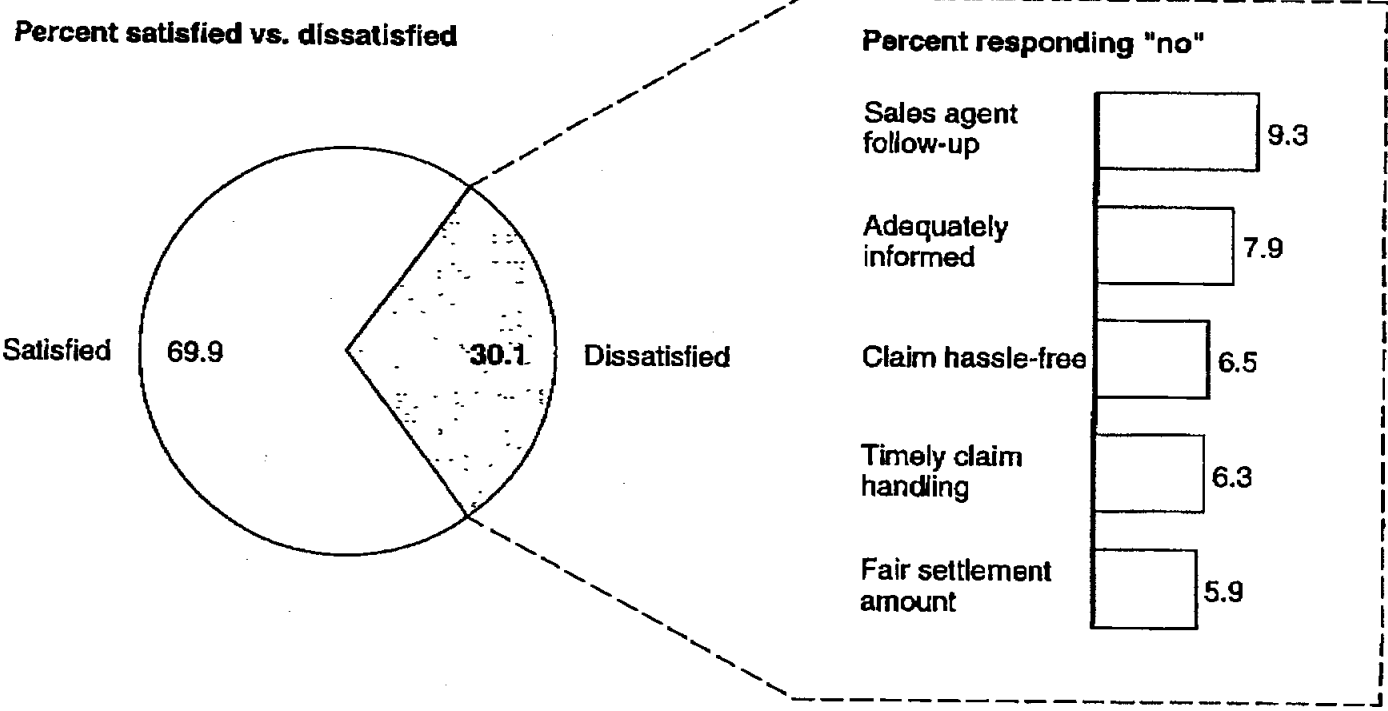 Percent satisfied vs. dissatisfied
Satisfied
69.9
30.1
Dissatisfied
Percent responding "no"
Sales agent
follow-up
9.3
Adequately
informed
7.9
Claim hassle-free
6.5
Timely claim
handling
6.3
Fair settlement
amount
5.9